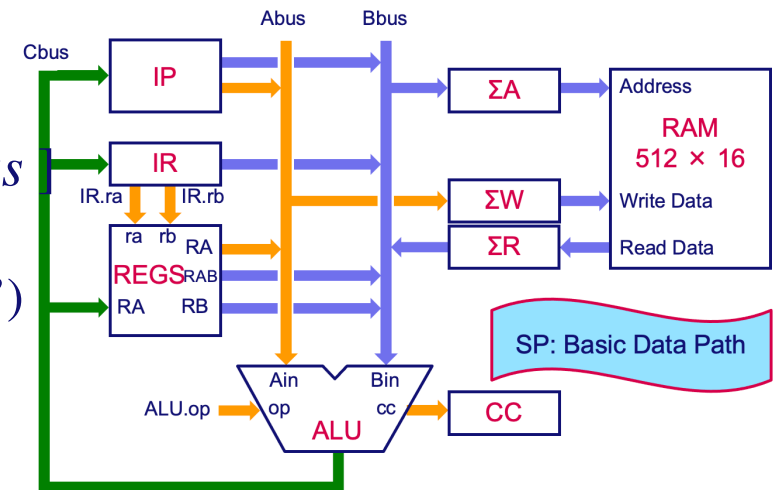 Abus
Bbus
Cbus
IP
ΣA
Address
RAM
512 × 16
s
IR
IR.ra
IR.rb
ΣW
Write Data
ra
rb
RA
REGS
RAB
ΣR
Read Data
RA
RB
)
SP: Basic Data Path
Ain
Bin
ALU.op
op
cc
CC
ALU